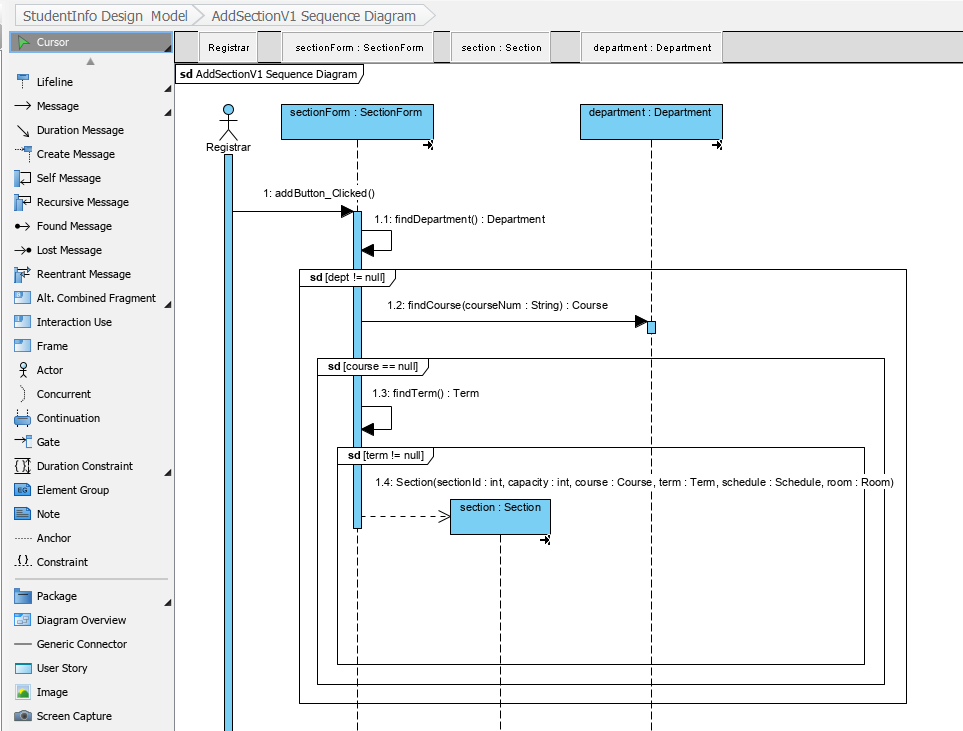 StudentInfo Design Model
AddSectionV1 Sequence Diagram
Cursor
Lifeline
Message
Duration Message
Create Message
Self Message
Recursive Message
Found Message
Lost Message
Reentrant Message
Alt. Combined Fragment
Interaction Use
Frame
Actor
Concurrent
Continuation
Gate
Duration Constraint
Element Group
Note
Anchor
Constraint
Package
Diagram Overview
Generic Connector
User Story
Image
Screen Capture
Registrar
sectionForm : SectionForm
section : Section
department : Department
sd AddSectionV1 Sequence Diagram
sectionForm : SectionForm
department : Department
Registrar
1: addButton_Clicked()
1.1: findDepartment() : Department
sd [dept != null]
1.2: findCourse(courseNum : String) : Course
sd [course == null]
1.3: findTerm() : Term
sd [term != null]
1.4: Section(sectionId : int, capacity : int, course : Course, term : Term, schedule : Schedule, room : Room)
section : Section